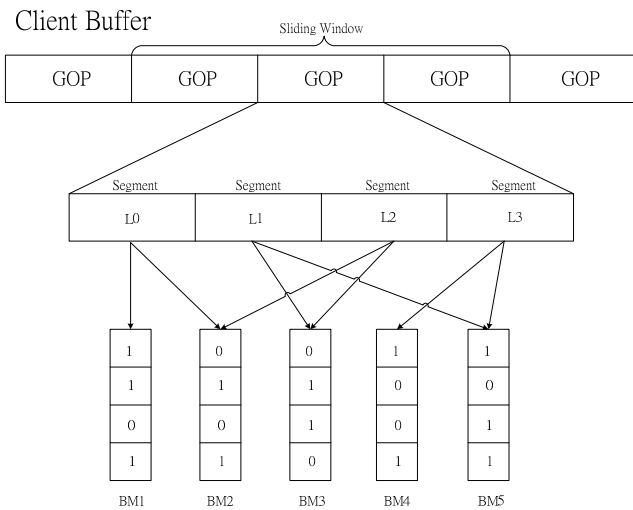 Client Buffer
Sliding Window
GOP GOP GOP GOP GOP
Segment Segment Segment Segment
L0 L1 L2 L3
1 0 0 1 1
1 1 1 0 0
0 0 1 0 1
1 1 0 1 1
BM1 BM2 BM3 BM4 BM5